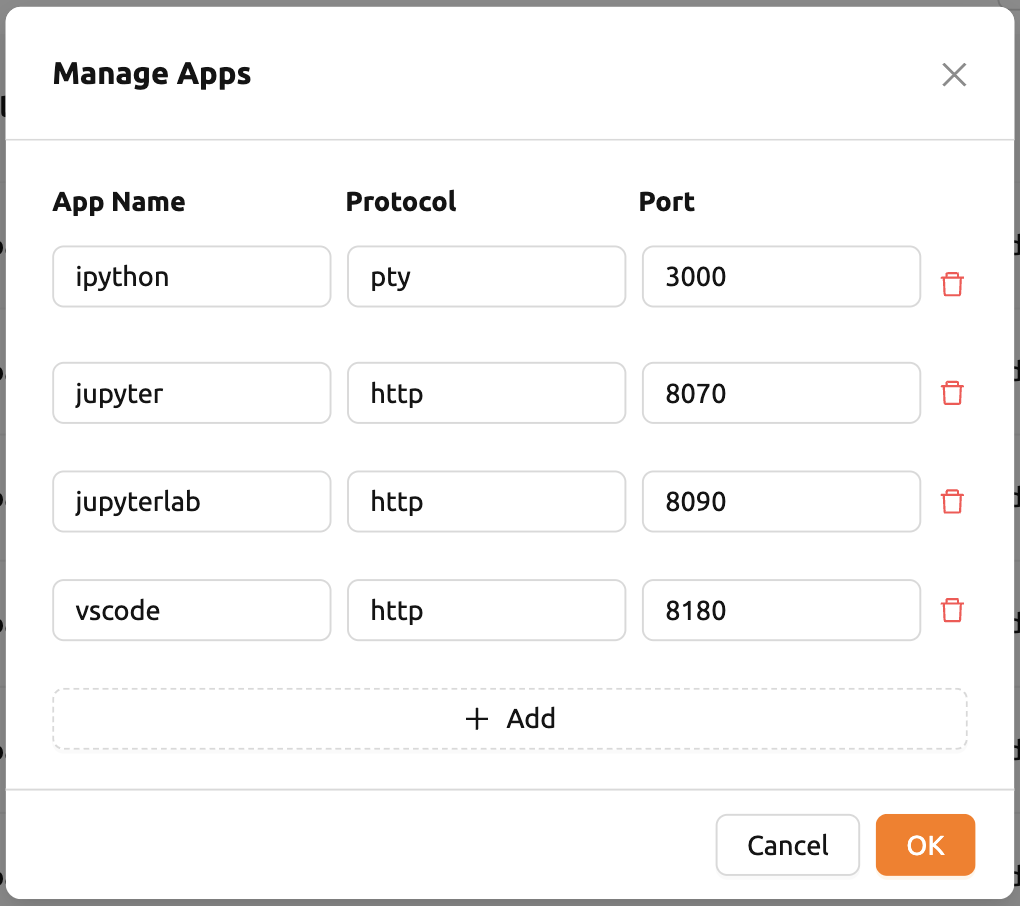 Manage Apps
App Name Protocol Port
ipython pty 3000
jupyter http 8070
jupyterlab http 8090
vscode http 8180
+ Add
Cancel OK